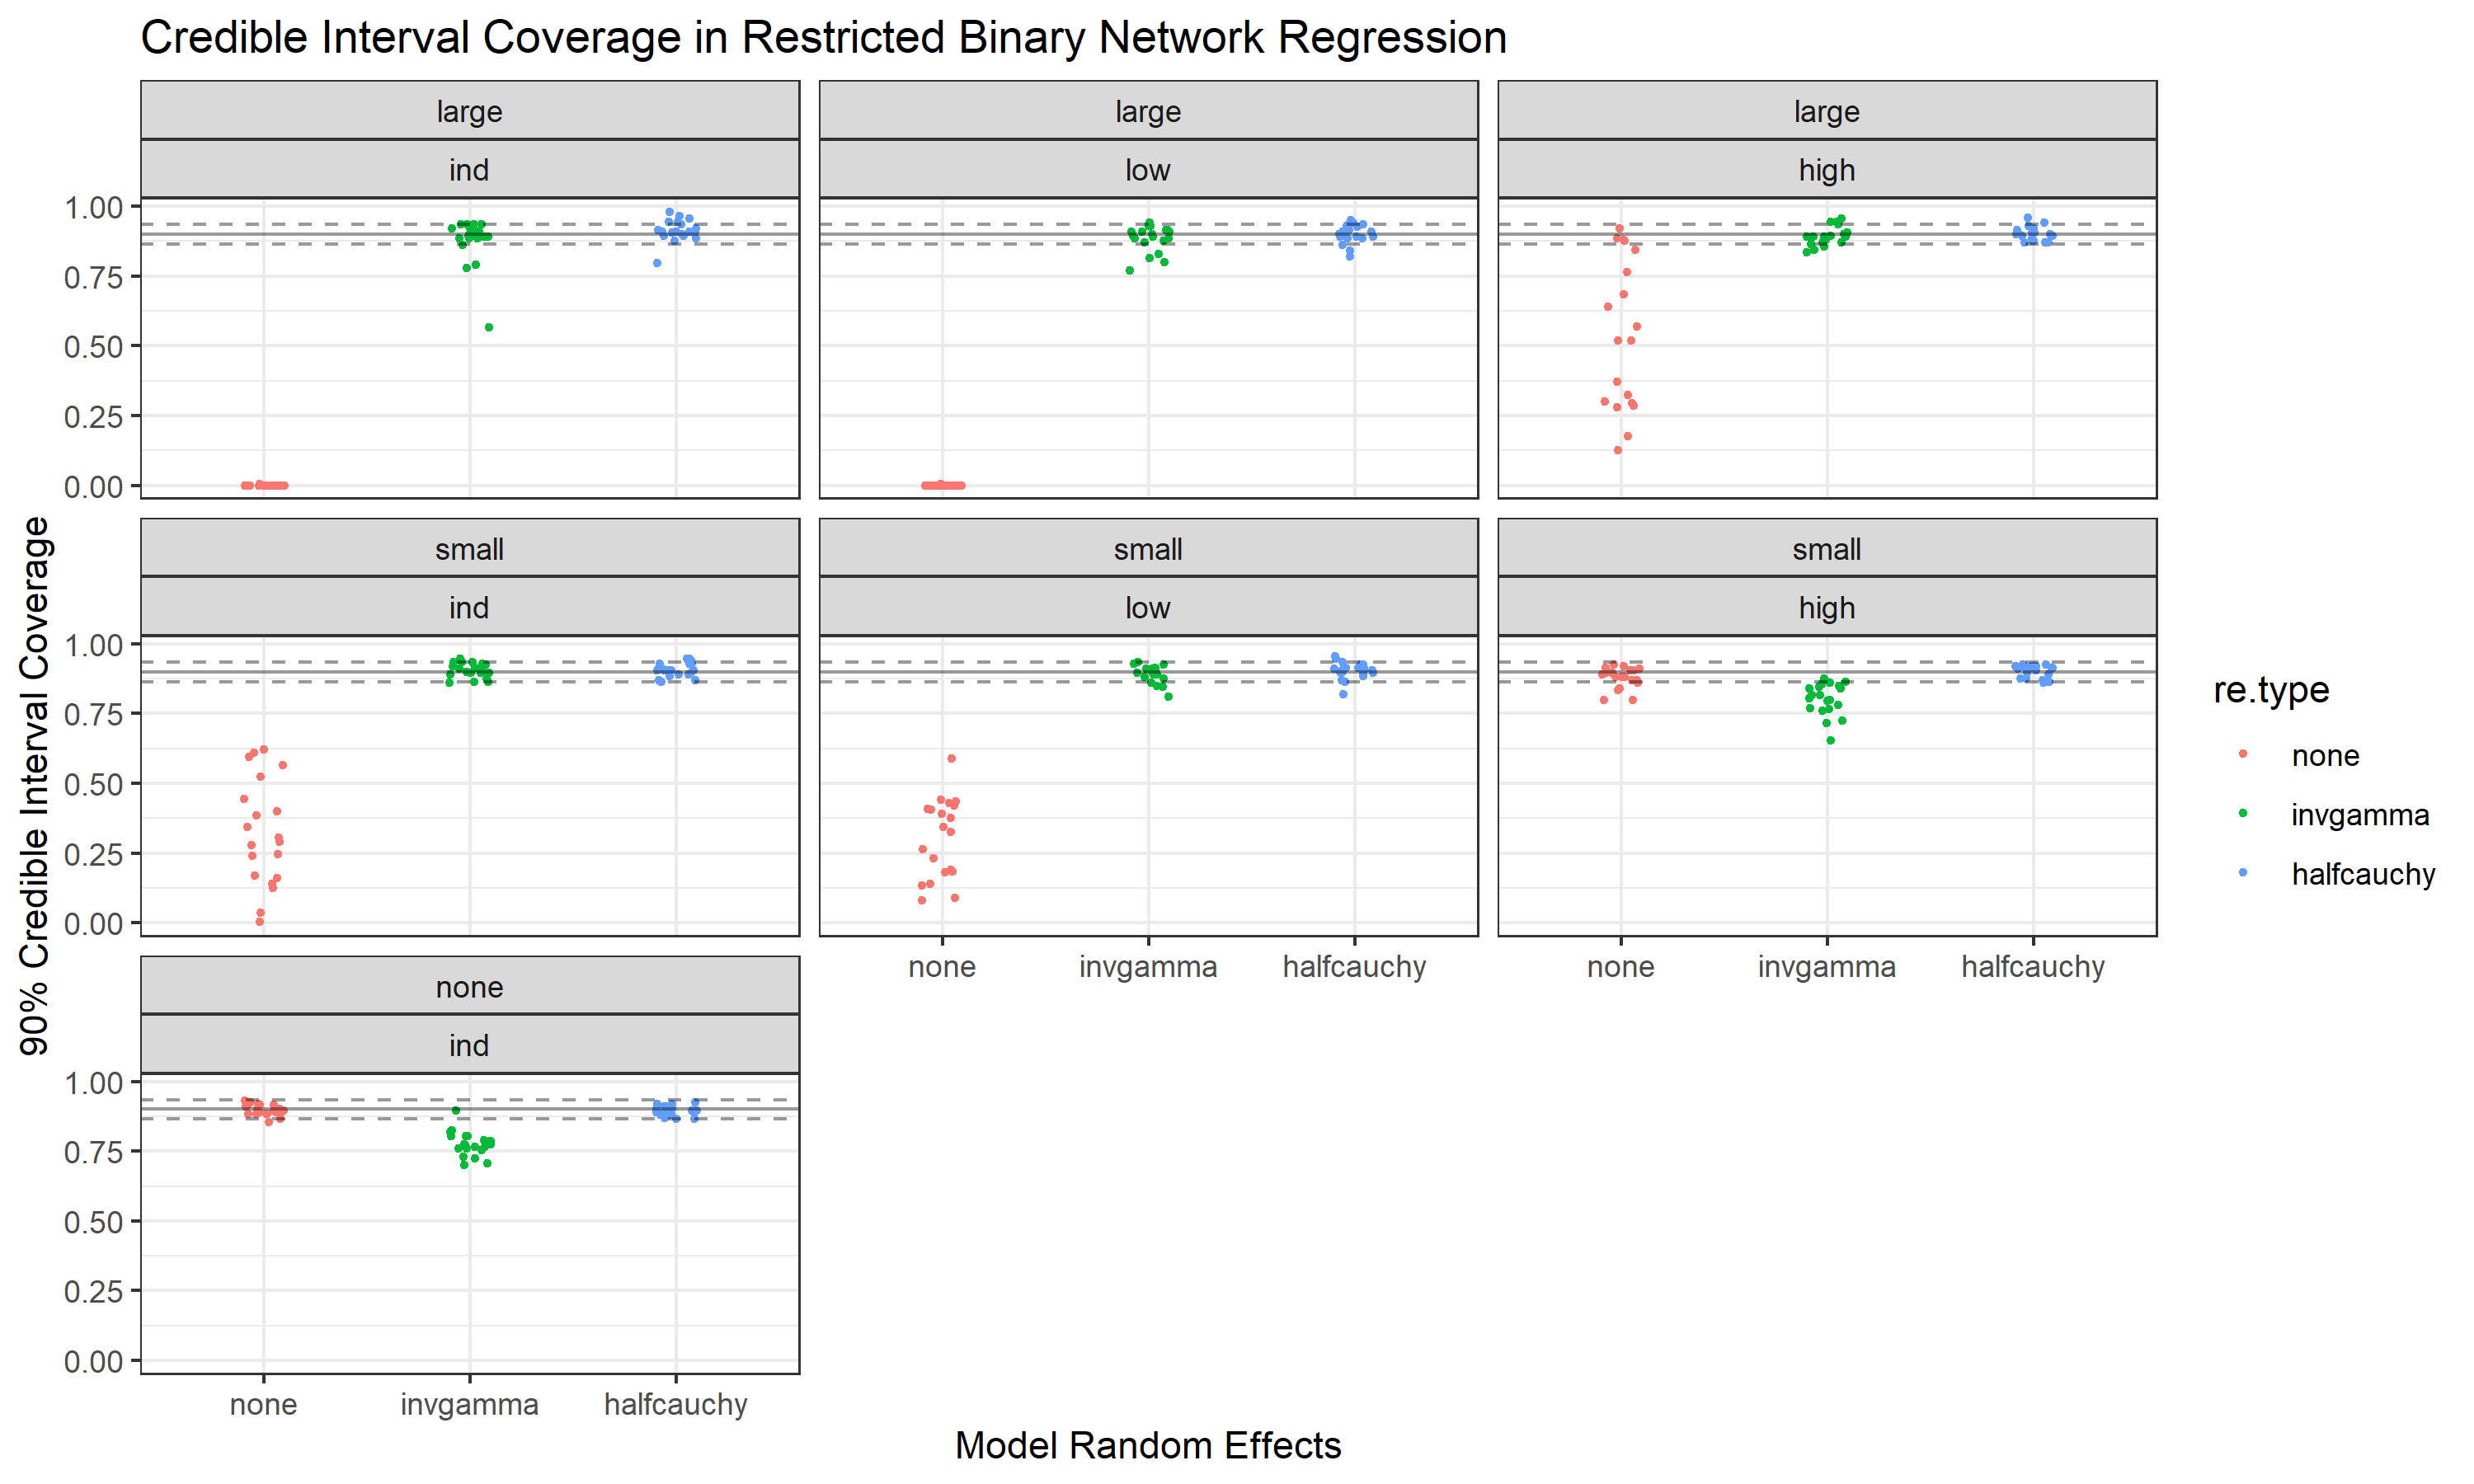 Credible Interval Coverage in Restricted Binary Network Regression
large
large
large
ind
low
high
1.00
0.75
0.50
0.25
0.00
small
small
small
ind
low
high
1.00
0.75
0.50
0.25
0.00
none
invgamma
halfcauchy
none
invgamma
halfcauchy
none
ind
1.00
0.75
0.50
0.25
0.00
none
invgamma
halfcauchy
Model Random Effects
90% Credible Interval Coverage
re.type
none
invgamma
halfcauchy